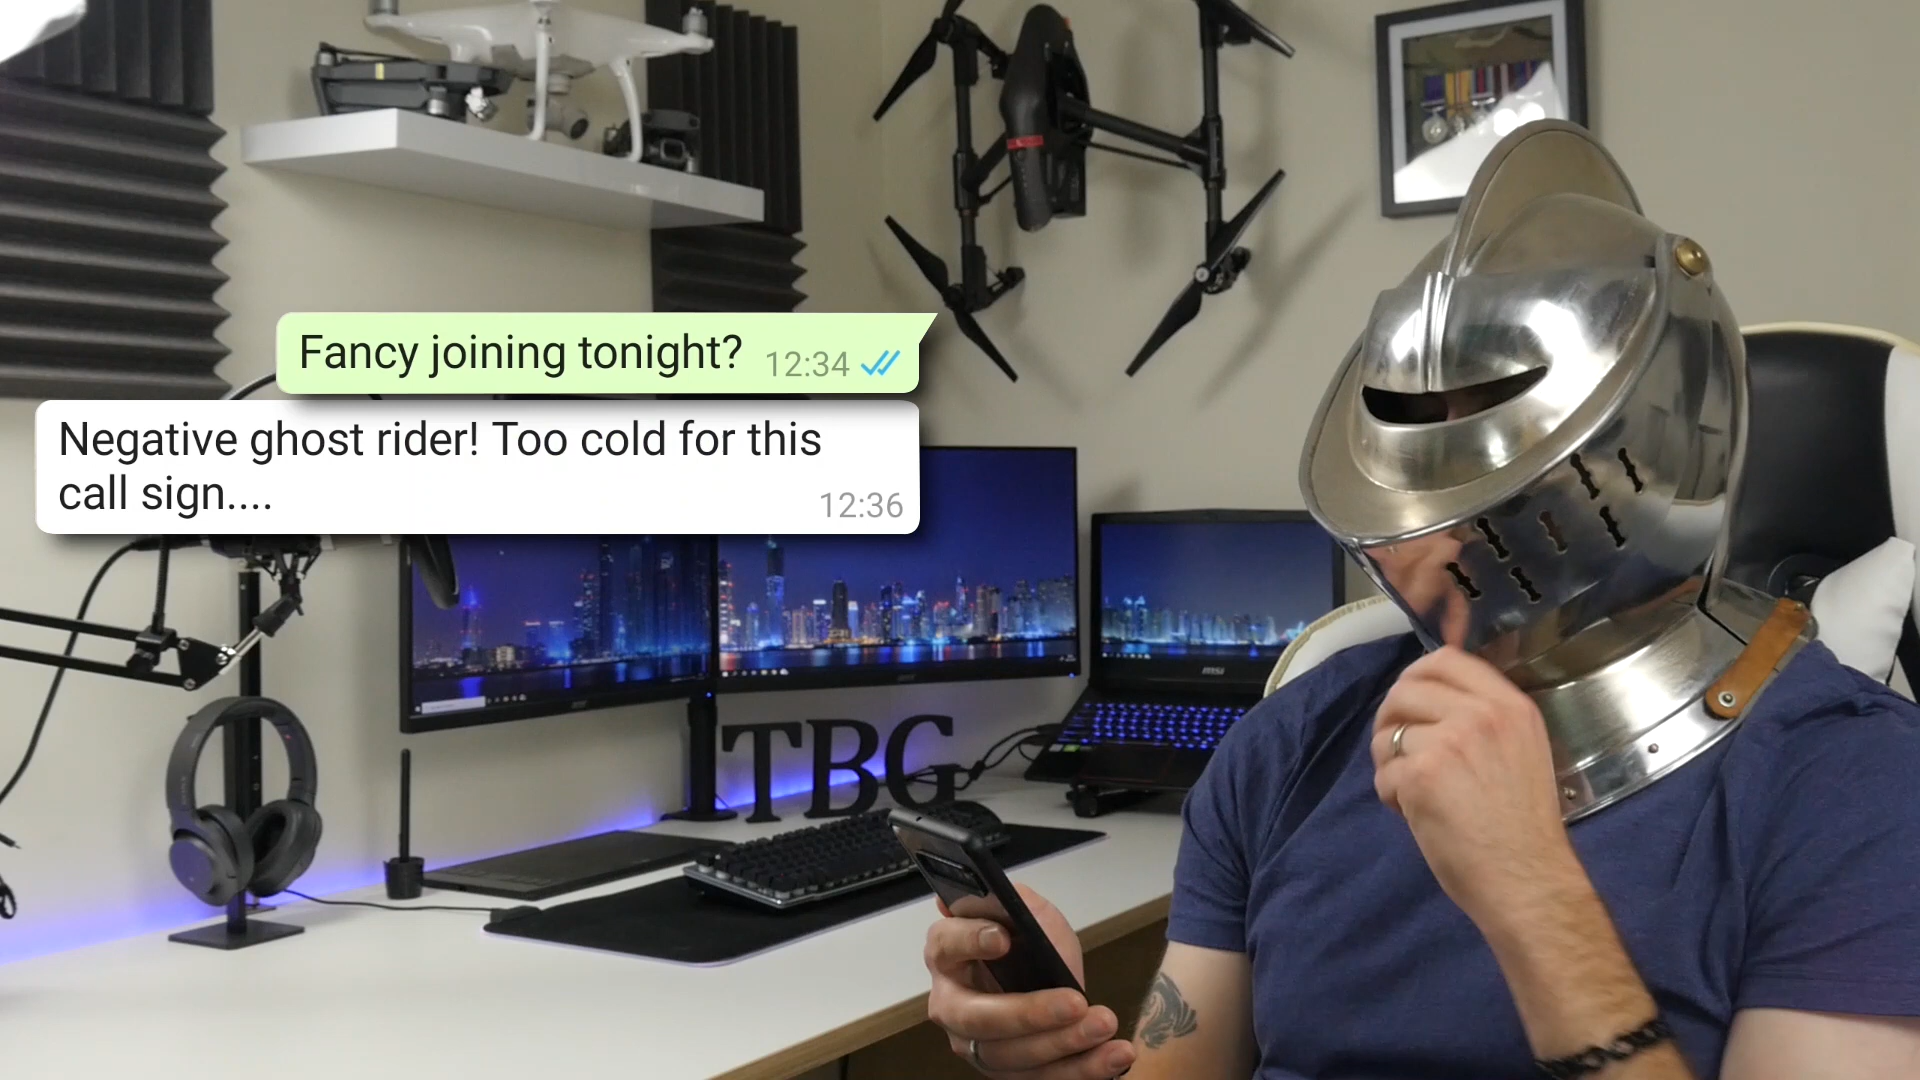 Fancy joining tonight? 12:34
Negative ghost rider! Too cold for this
call sign.... 12:36
msi
TBG